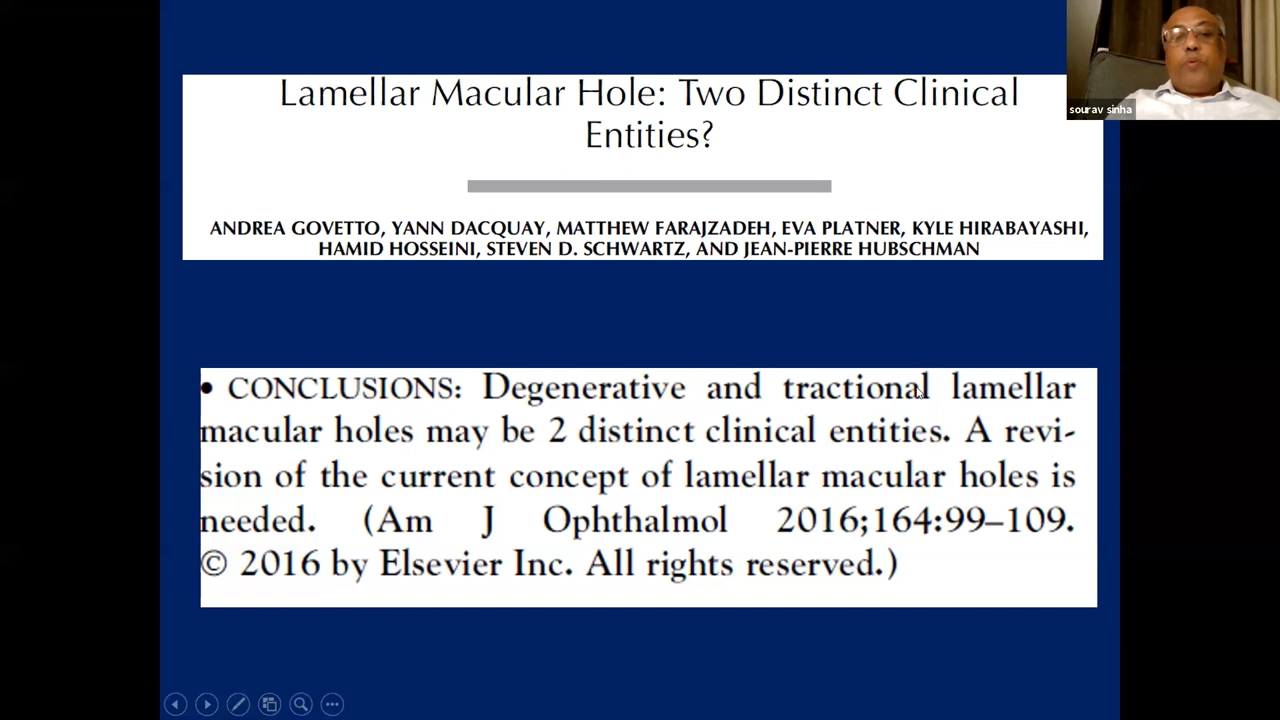 Lamellar Macular Hole: Two Distinct Clinical
Entities?
sourav sinha
ANDREA GOVETTO, YANN DACQUAY, MATTHEW FARAJZADEH, EVA PLATNER, KYLE HIRABAYASHI,
HAMID HOSSEINI, STEVEN D. SCHWARTZ, AND JEAN-PIERRE HUBSCHMAN
• CONCLUSIONS: Degenerative and tractional lamellar
macular holes may be 2 distinct clinical entities. A revi-
sion of the current concept of lamellar macular holes is
needed. (Am J Ophthalmol 2016;164:99–109.
© 2016 by Elsevier Inc. All rights reserved.)